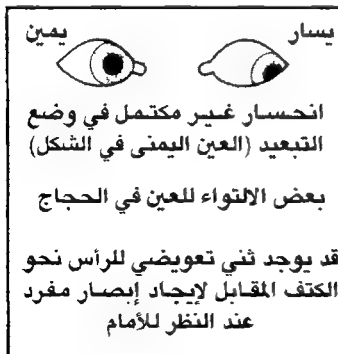 يسار
يمين
انحسار غير مكتمل في وضع
التبعيد (العين اليمنى في الشكل)
بعض الالتواء للعين في الحجاج
قد يوجد ثني تعويضي للرأس نحو
الكتف المقابل لإيجاد إبصار مفرد
عند النظر للأمام